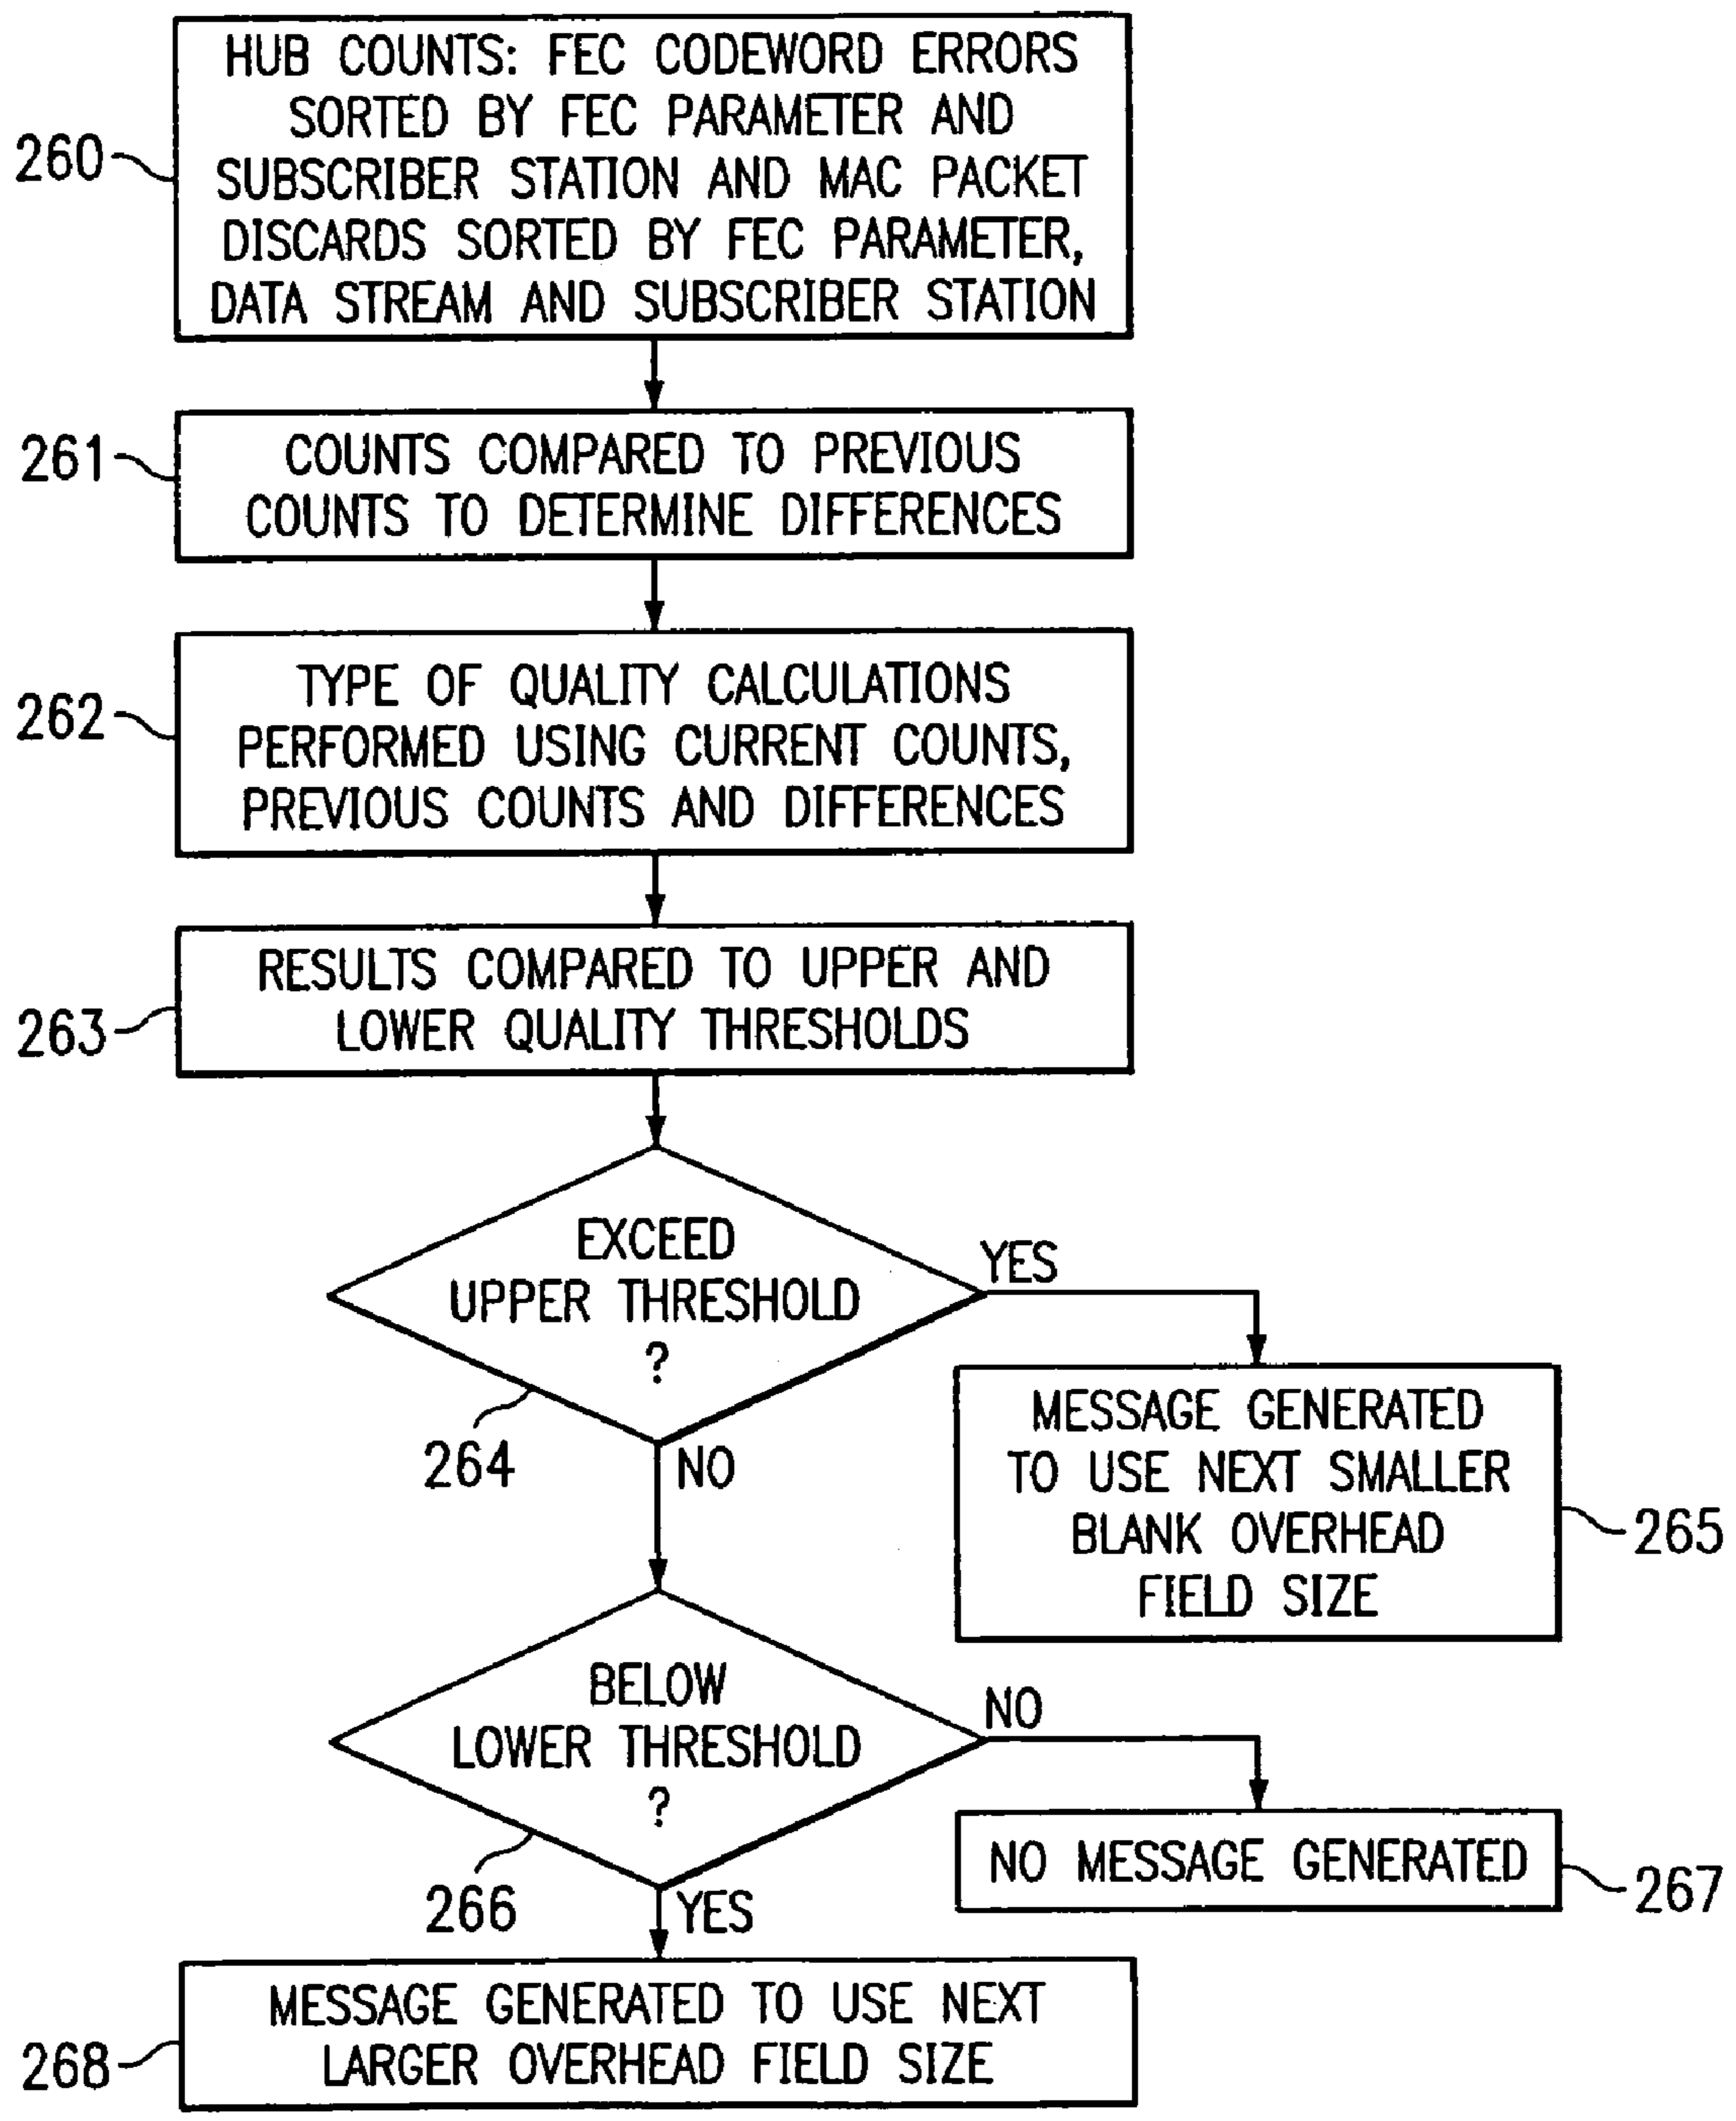 HUB COUNTS: FEC CODEWORD ERRORS
SORTED BY FEC PARAMETER AND
SUBSCRIBER STATION AND MAC PACKET
DISCARDS SORTED BY FEC PARAMETER,
DATA STREAM AND SUBSCRIBER STATION
260
COUNTS COMPARED TO PREVIOUS
COUNTS TO DETERMINE DIFFERENCES
261
TYPE OF QUALITY CALCULATIONS
PERFORMED USING CURRENT COUNTS,
PREVIOUS COUNTS AND DIFFERENCES
262
RESULTS COMPARED TO UPPER AND
LOWER QUALITY THRESHOLDS
263
EXCEED
UPPER THRESHOLD
?
264
YES
NO
MESSAGE GENERATED
TO USE NEXT SMALLER
BLANK OVERHEAD
FIELD SIZE
265
BELOW
LOWER THRESHOLD
?
266
NO
YES
NO MESSAGE GENERATED
267
MESSAGE GENERATED TO USE NEXT
LARGER OVERHEAD FIELD SIZE
268